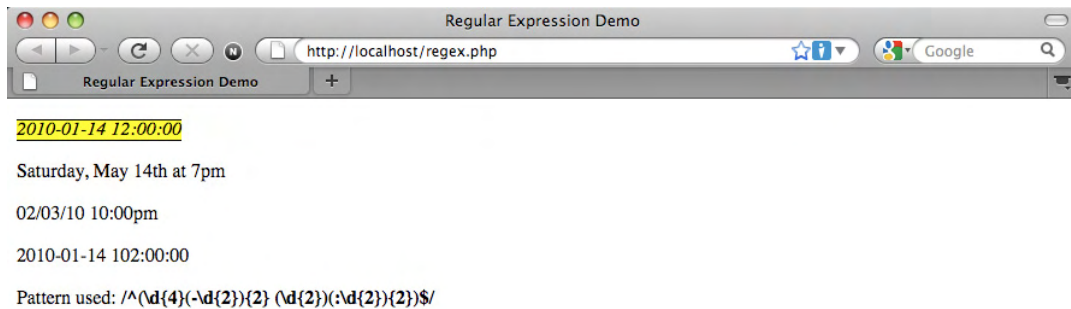 Regular Expression Demo
N
http://localhost/regex.php
Google
Regular Expression Demo
+
2010-01-14 12:00:00
Saturday, May 14th at 7pm
02/03/10 10:00pm
2010-01-14 102:00:00
Pattern used: /^(\d{4}(-\d{2}){2} (\d{2})(:\d{2}){2})$/